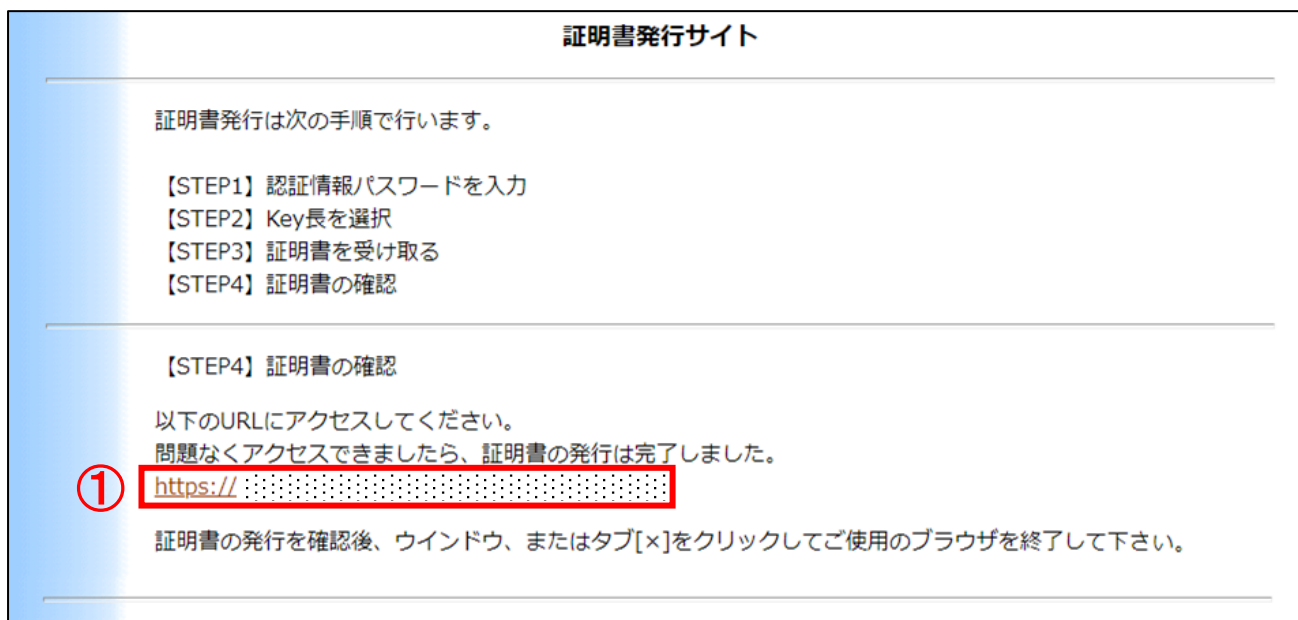 証明書発行サイト
証明書発行は次の手順で行います。
【STEP1】認証情報パスワードを入力
【STEP2】Key長を選択
【STEP3】証明書を受け取る
【STEP4】証明書の確認
【STEP4】証明書の確認
以下のURLにアクセスしてください。
問題なくアクセスできましたら、証明書の発行は完了しました。
① https://
証明書の発行を確認後、ウインドウ、またはタブ[×]をクリックしてご使用のブラウザを終了して下さい。